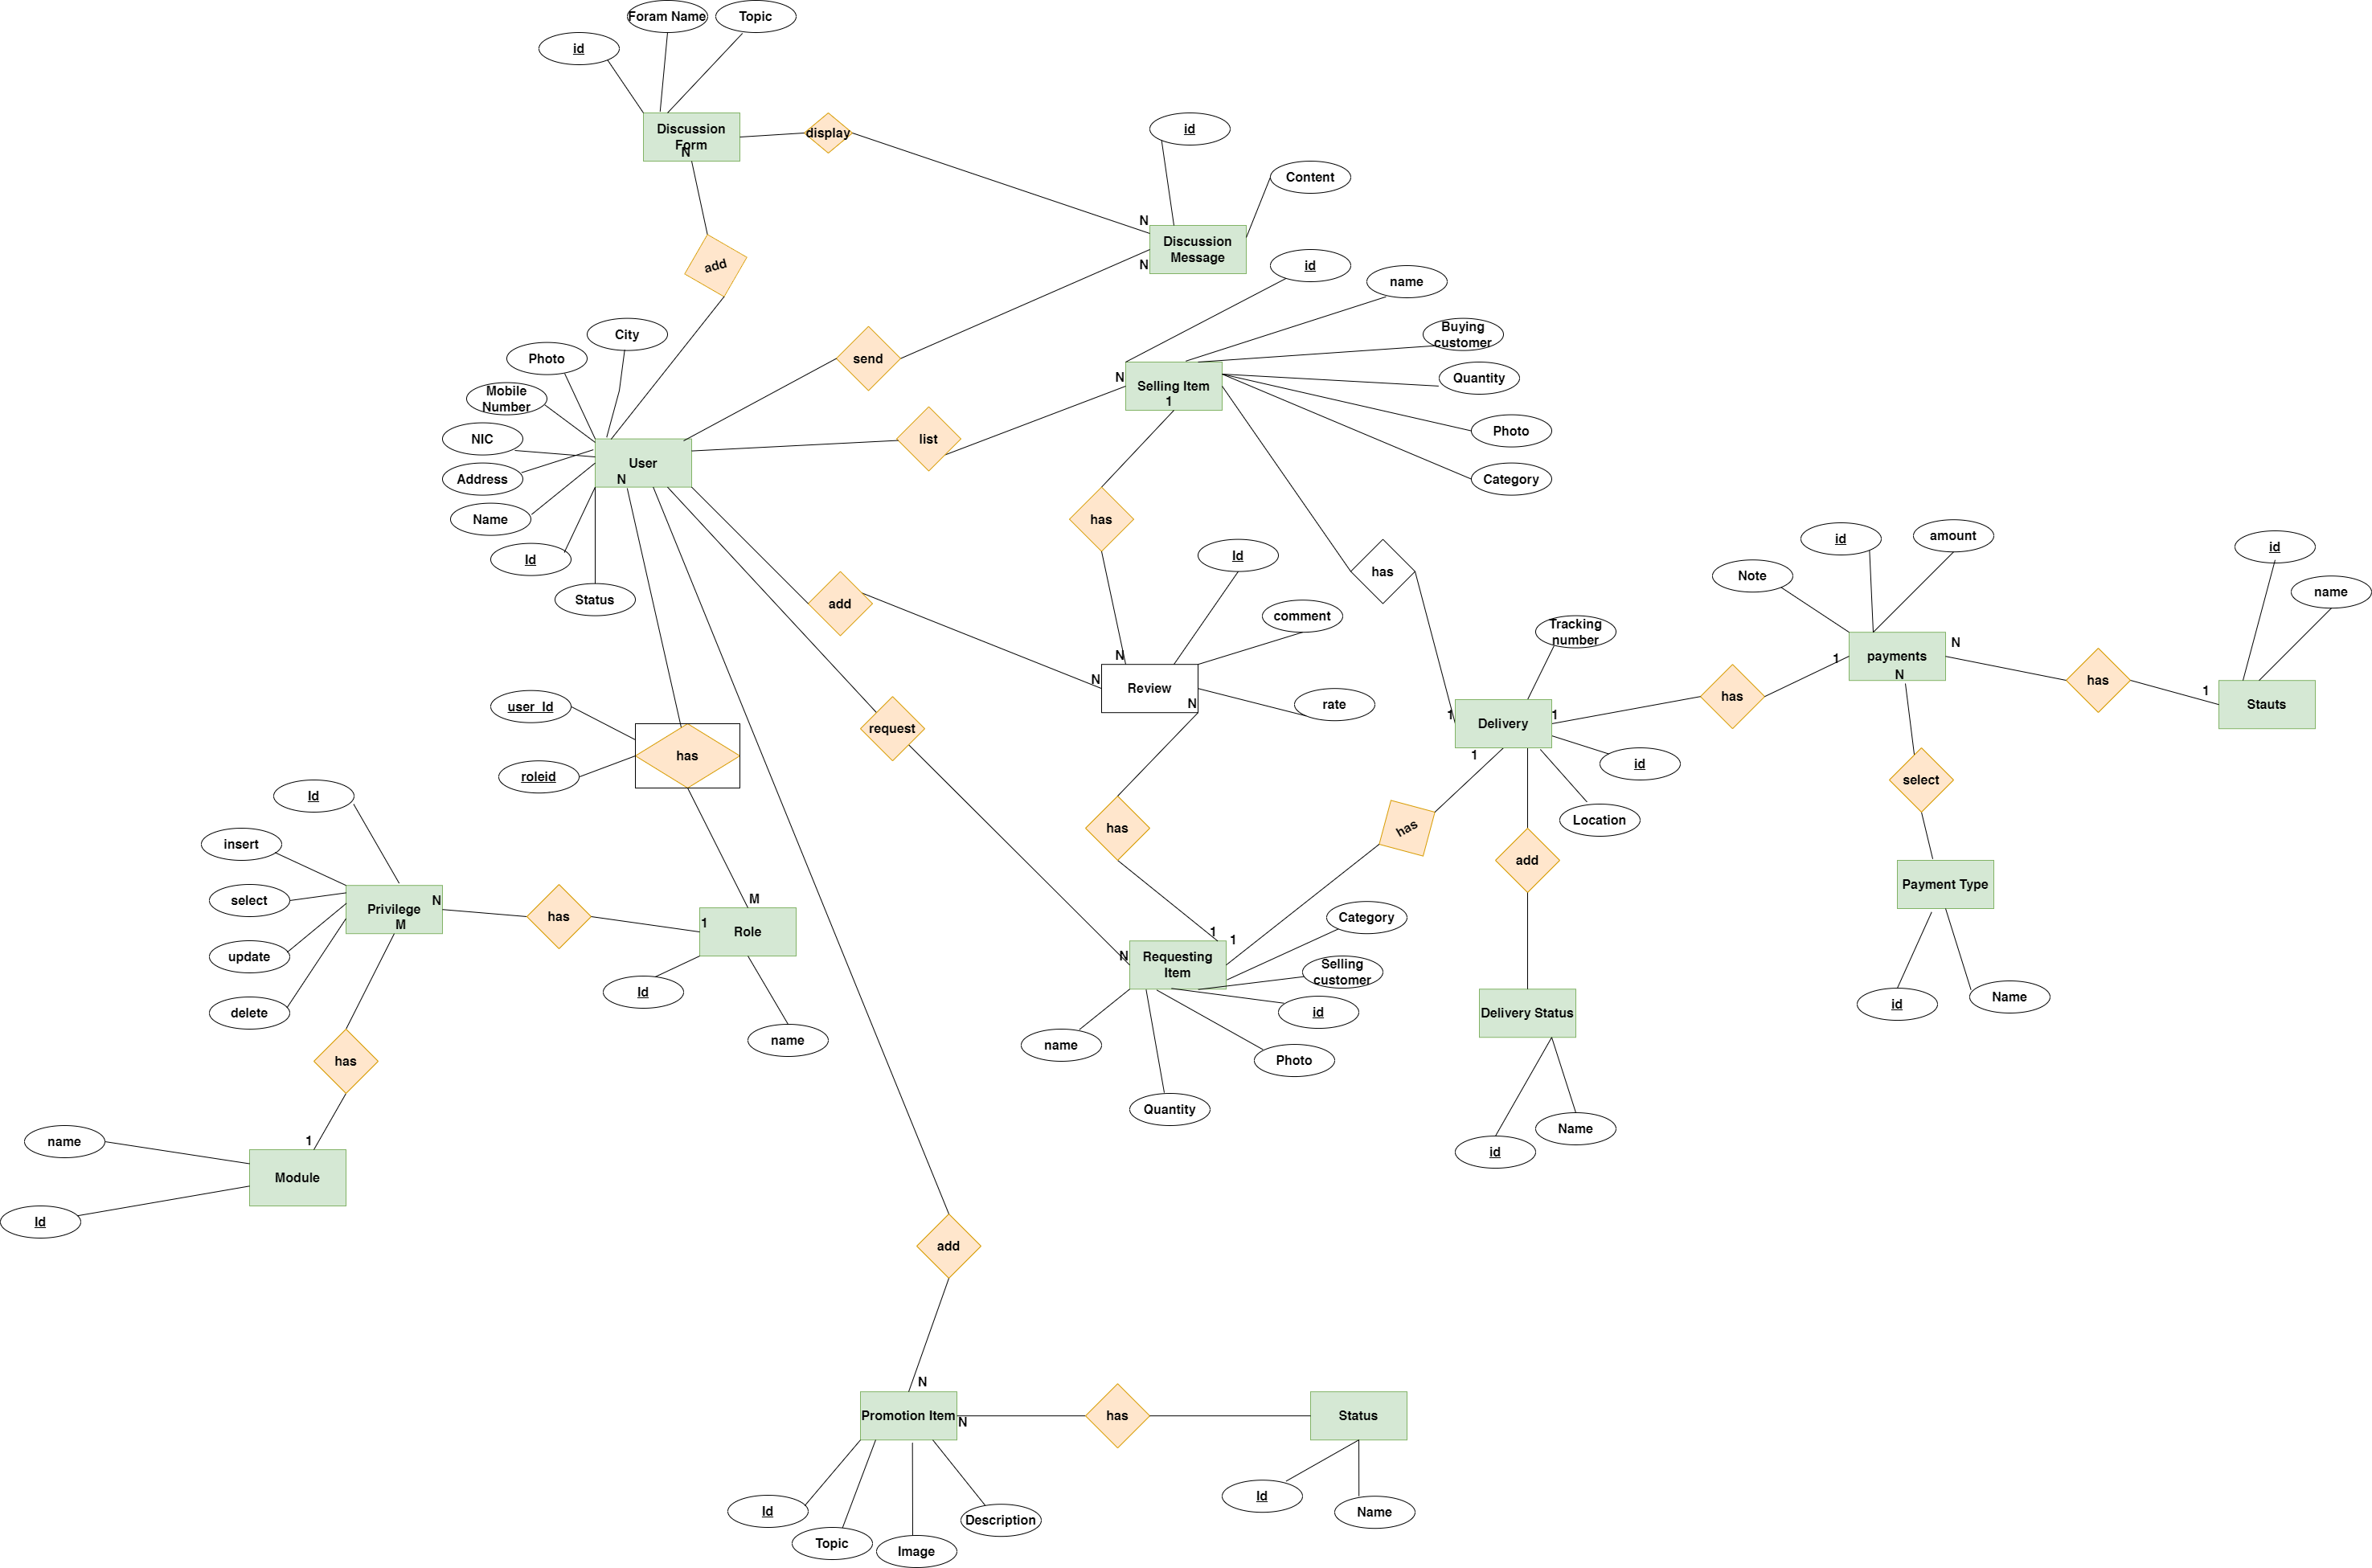 Foram Name
Topic
id
Discussion
Form
N
display
id
Content
N
Discussion
Message
N
add
id
name
City
Photo
Buying
customer
send
Mobile
Number
N
Selling Item
1
Quantity
NIC
list
Photo
User
N
Address
Category
Name
has
Id
Status
Id
has
add
comment
id
amount
Note
id
name
Tracking
number
N
N
Review
N
rate
user_Id
roleid
has
request
1
Delivery
1
1
has
1
payments
N
N
has
1
Stauts
id
Location
select
Id
insert
select
update
delete
Privilege
M
N
has
M
1
Role
Id
name
has
has
add
Payment Type
id
Name
Category
1
1
N
Requesting
Item
Selling
customer
id
name
Photo
Quantity
Delivery Status
id
Name
has
name
1
Module
Id
add
N
Promotion Item
N
has
Status
Id
Topic
Image
Description
Id
Name